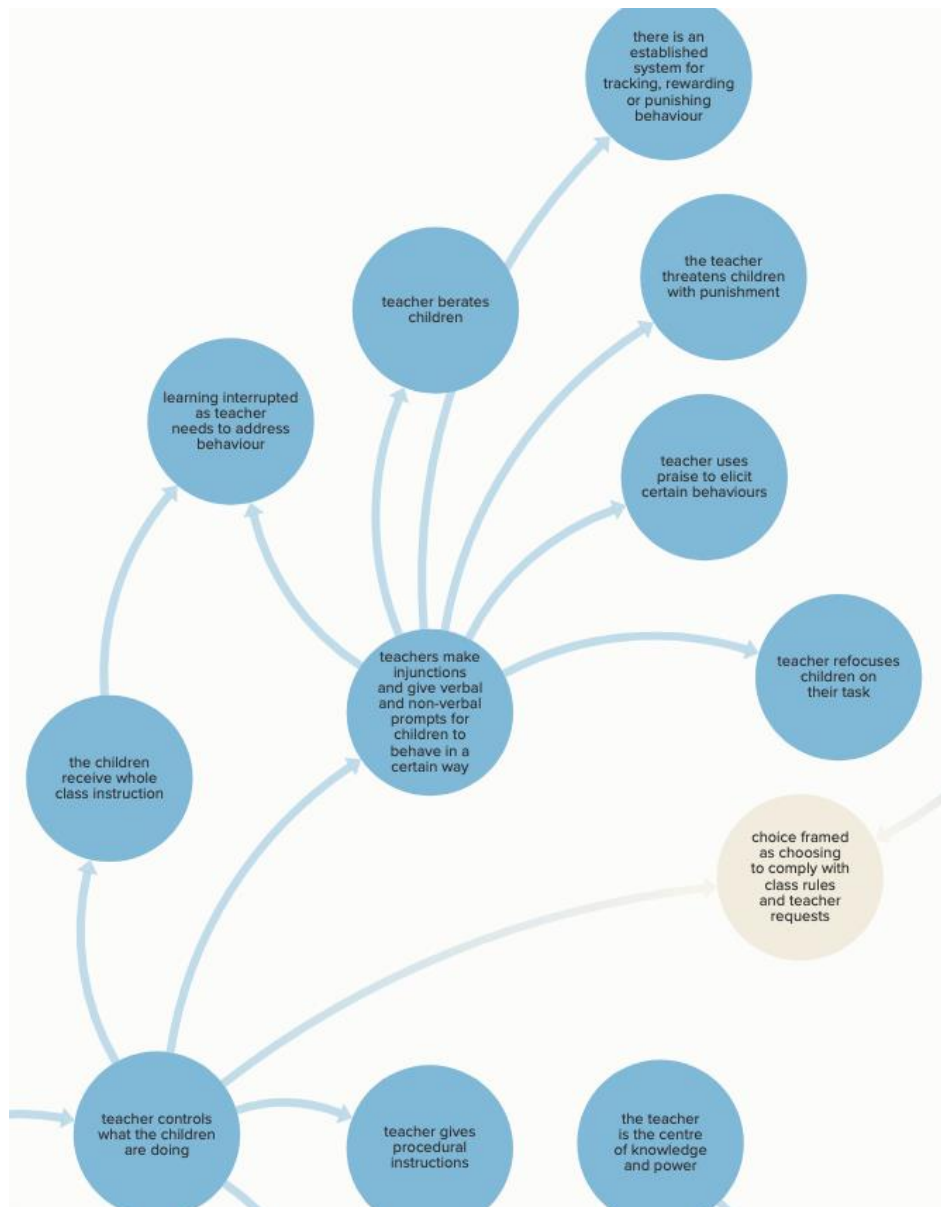 there is an
established
system for
tracking, rewarding
or punishing
behaviour
the teacher
threatens children
with punishment
teacher berates
children
learning interrupted
as teacher
needs to address
behaviour
teacher uses
praise to elicit
certain behaviours
teachers make
injunctions
and give verbal
and non-verbal
prompts for
children to
behave in a
certain way
teacher refocuses
children on
their task
the children
receive whole
class instruction
choice framed
as choosing
to comply with
class rules
and teacher
requests
teacher controls
what the children
are doing
teacher gives
procedural
instructions
the teacher
is the centre
of knowledge
and power